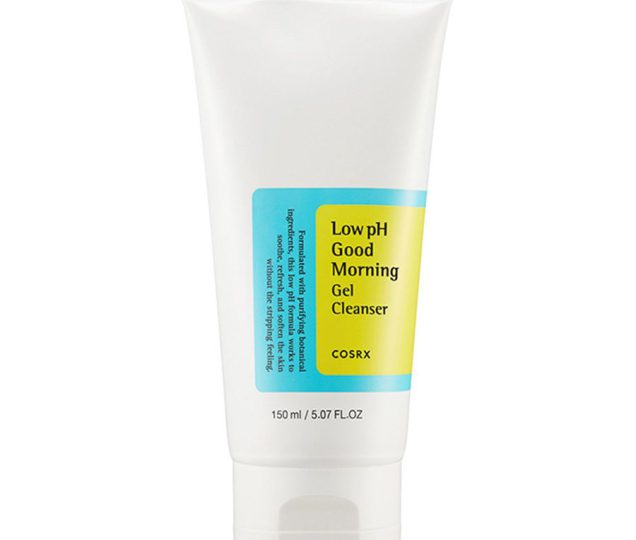 Low pH
Good
Morning
Gel
Cleanser
COSRX
Formulated with purifying botanical
ingredients, this low pH formula works to
soothe, refresh, and soften the skin
without the stripping feeling.
150 ml / 5.07 FL.OZ